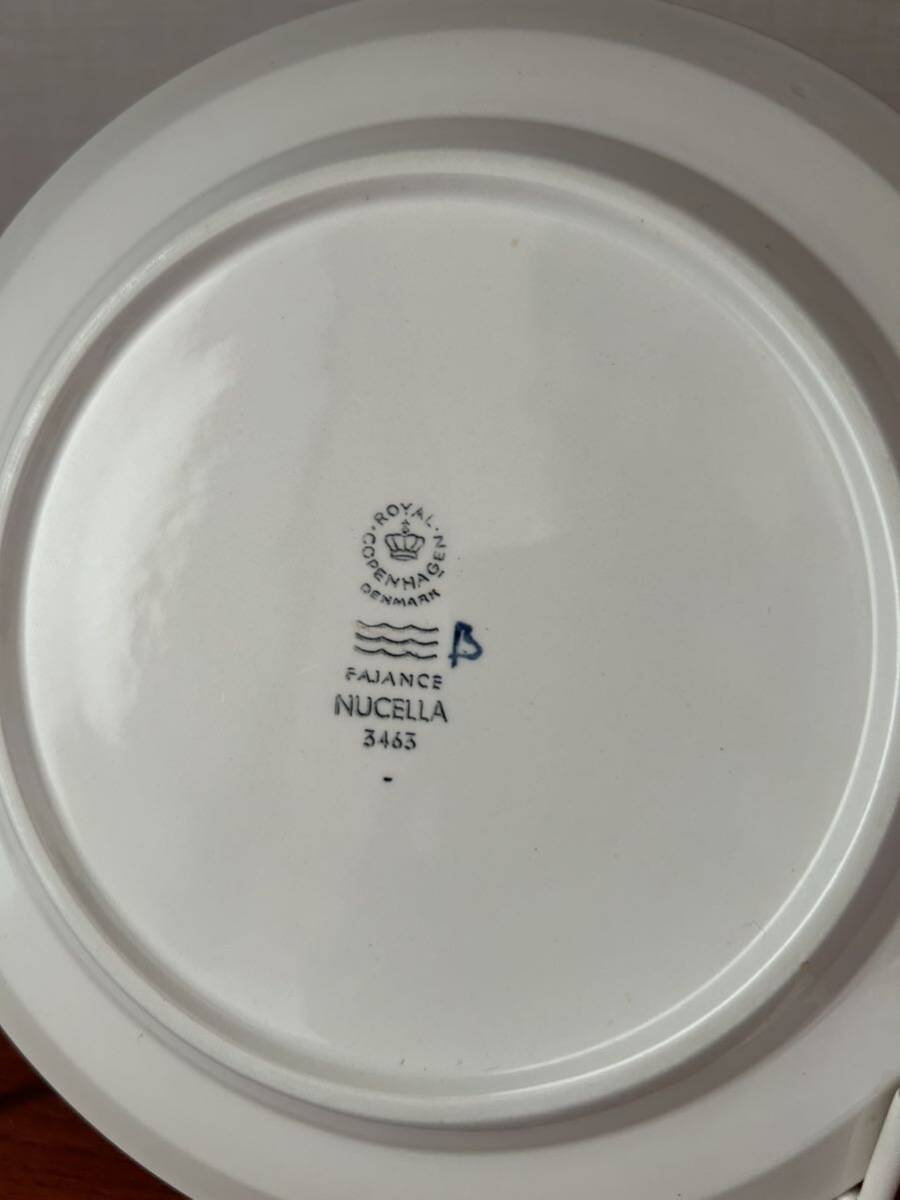 ROYAL
COPENHAGEN
DENMARK
B
FAJANCE
NUCELLA
3463